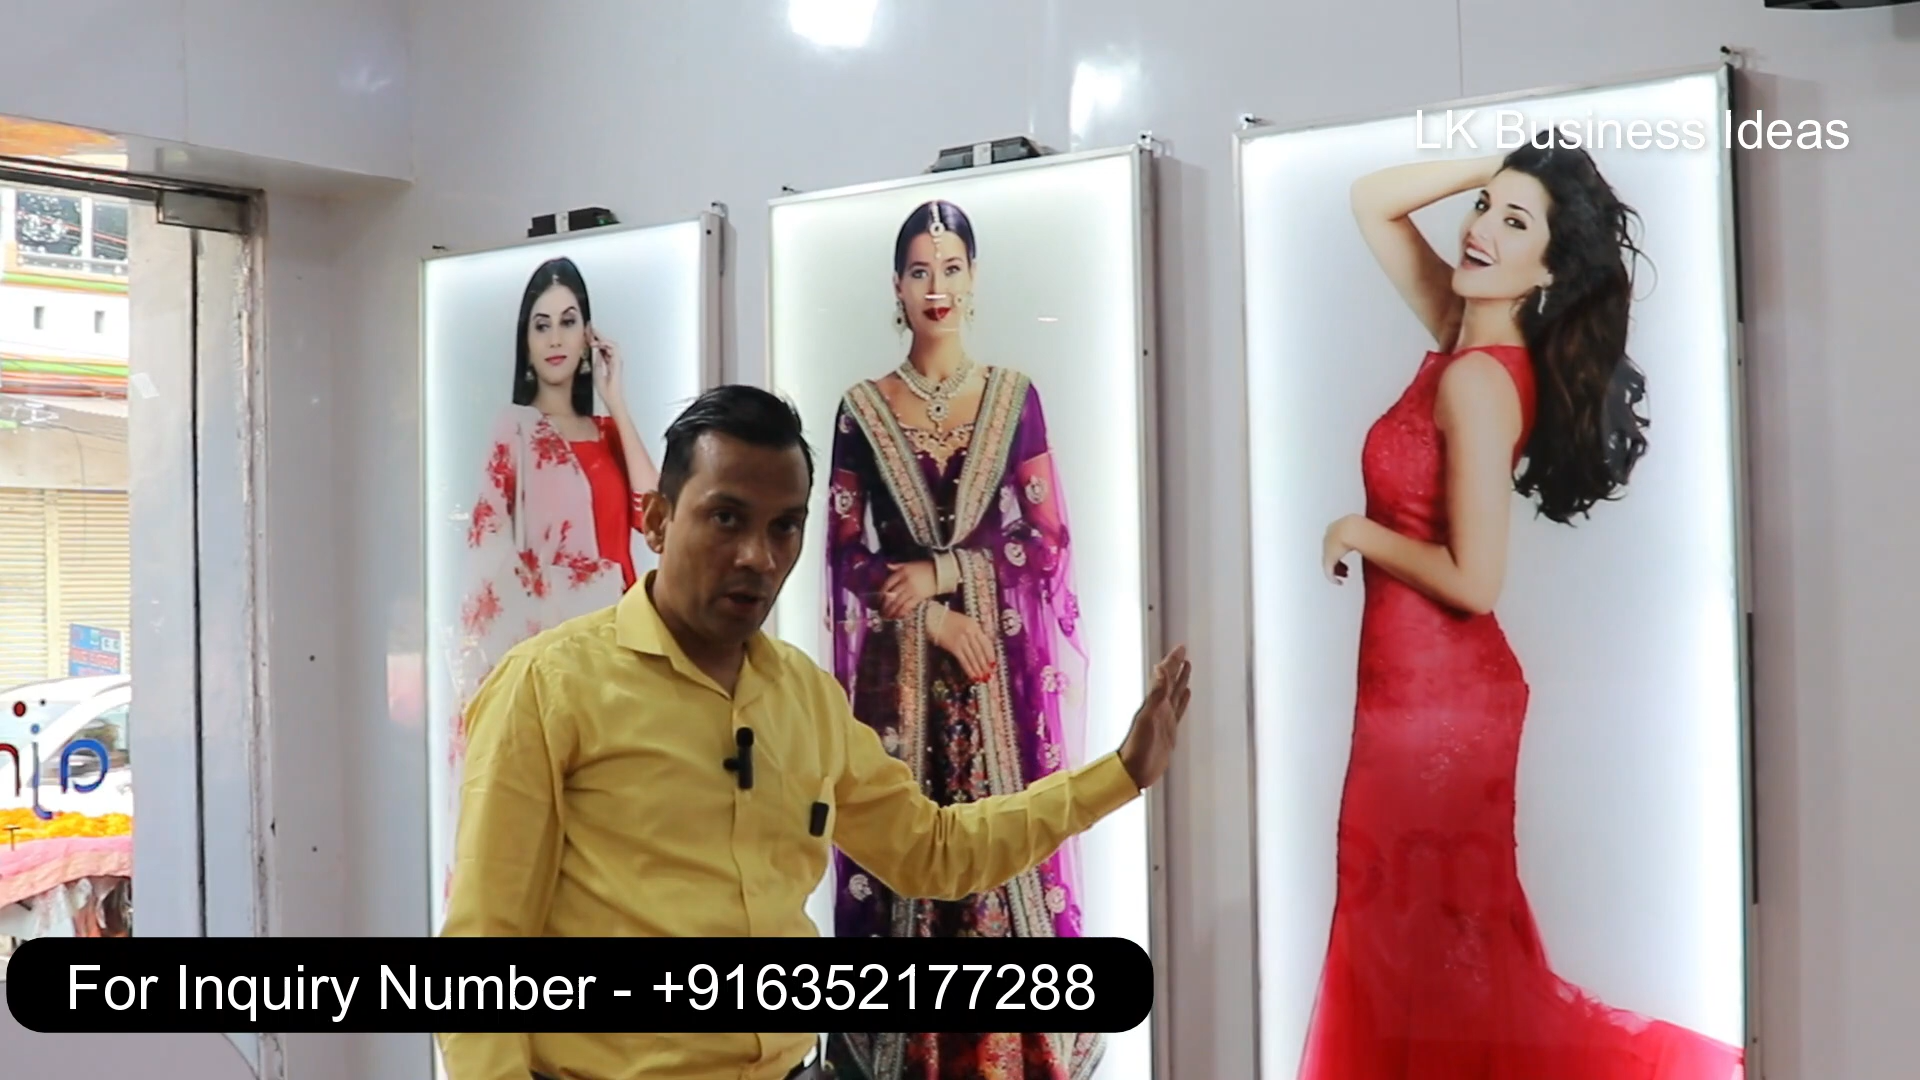 LK Business Ideas
For Inquiry Number - +916352177288